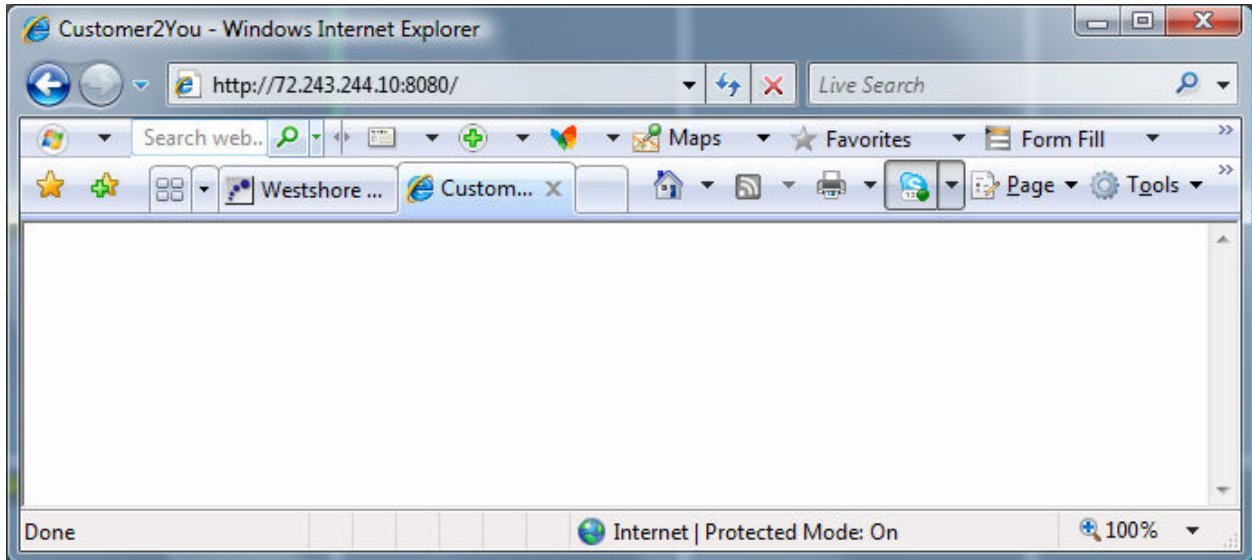 Customer2You - Windows Internet Explorer
http://72.243.244.10:8080/ Live Search
Search web.. Maps Favorites Form Fill »
Westshore ... Custom... Page Tools »
Done Internet | Protected Mode: On 100%